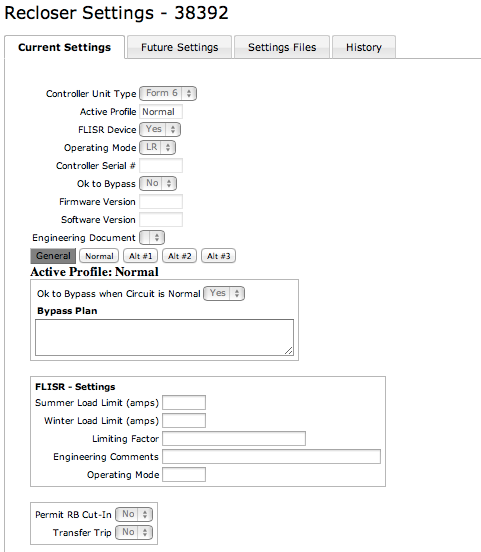 Recloser Settings - 38392
Current Settings Future Settings Settings Files History
Controller Unit Type Form 6
Active Profile Normal
FLISR Device Yes
Operating Mode LR
Controller Serial #
Ok to Bypass No
Firmware Version
Software Version
Engineering Document
General Normal Alt #1 Alt #2 Alt #3
Active Profile: Normal
Ok to Bypass when Circuit is Normal Yes
Bypass Plan
FLISR - Settings
Summer Load Limit (amps)
Winter Load Limit (amps)
Limiting Factor
Engineering Comments
Operating Mode
Permit RB Cut-In No
Transfer Trip No